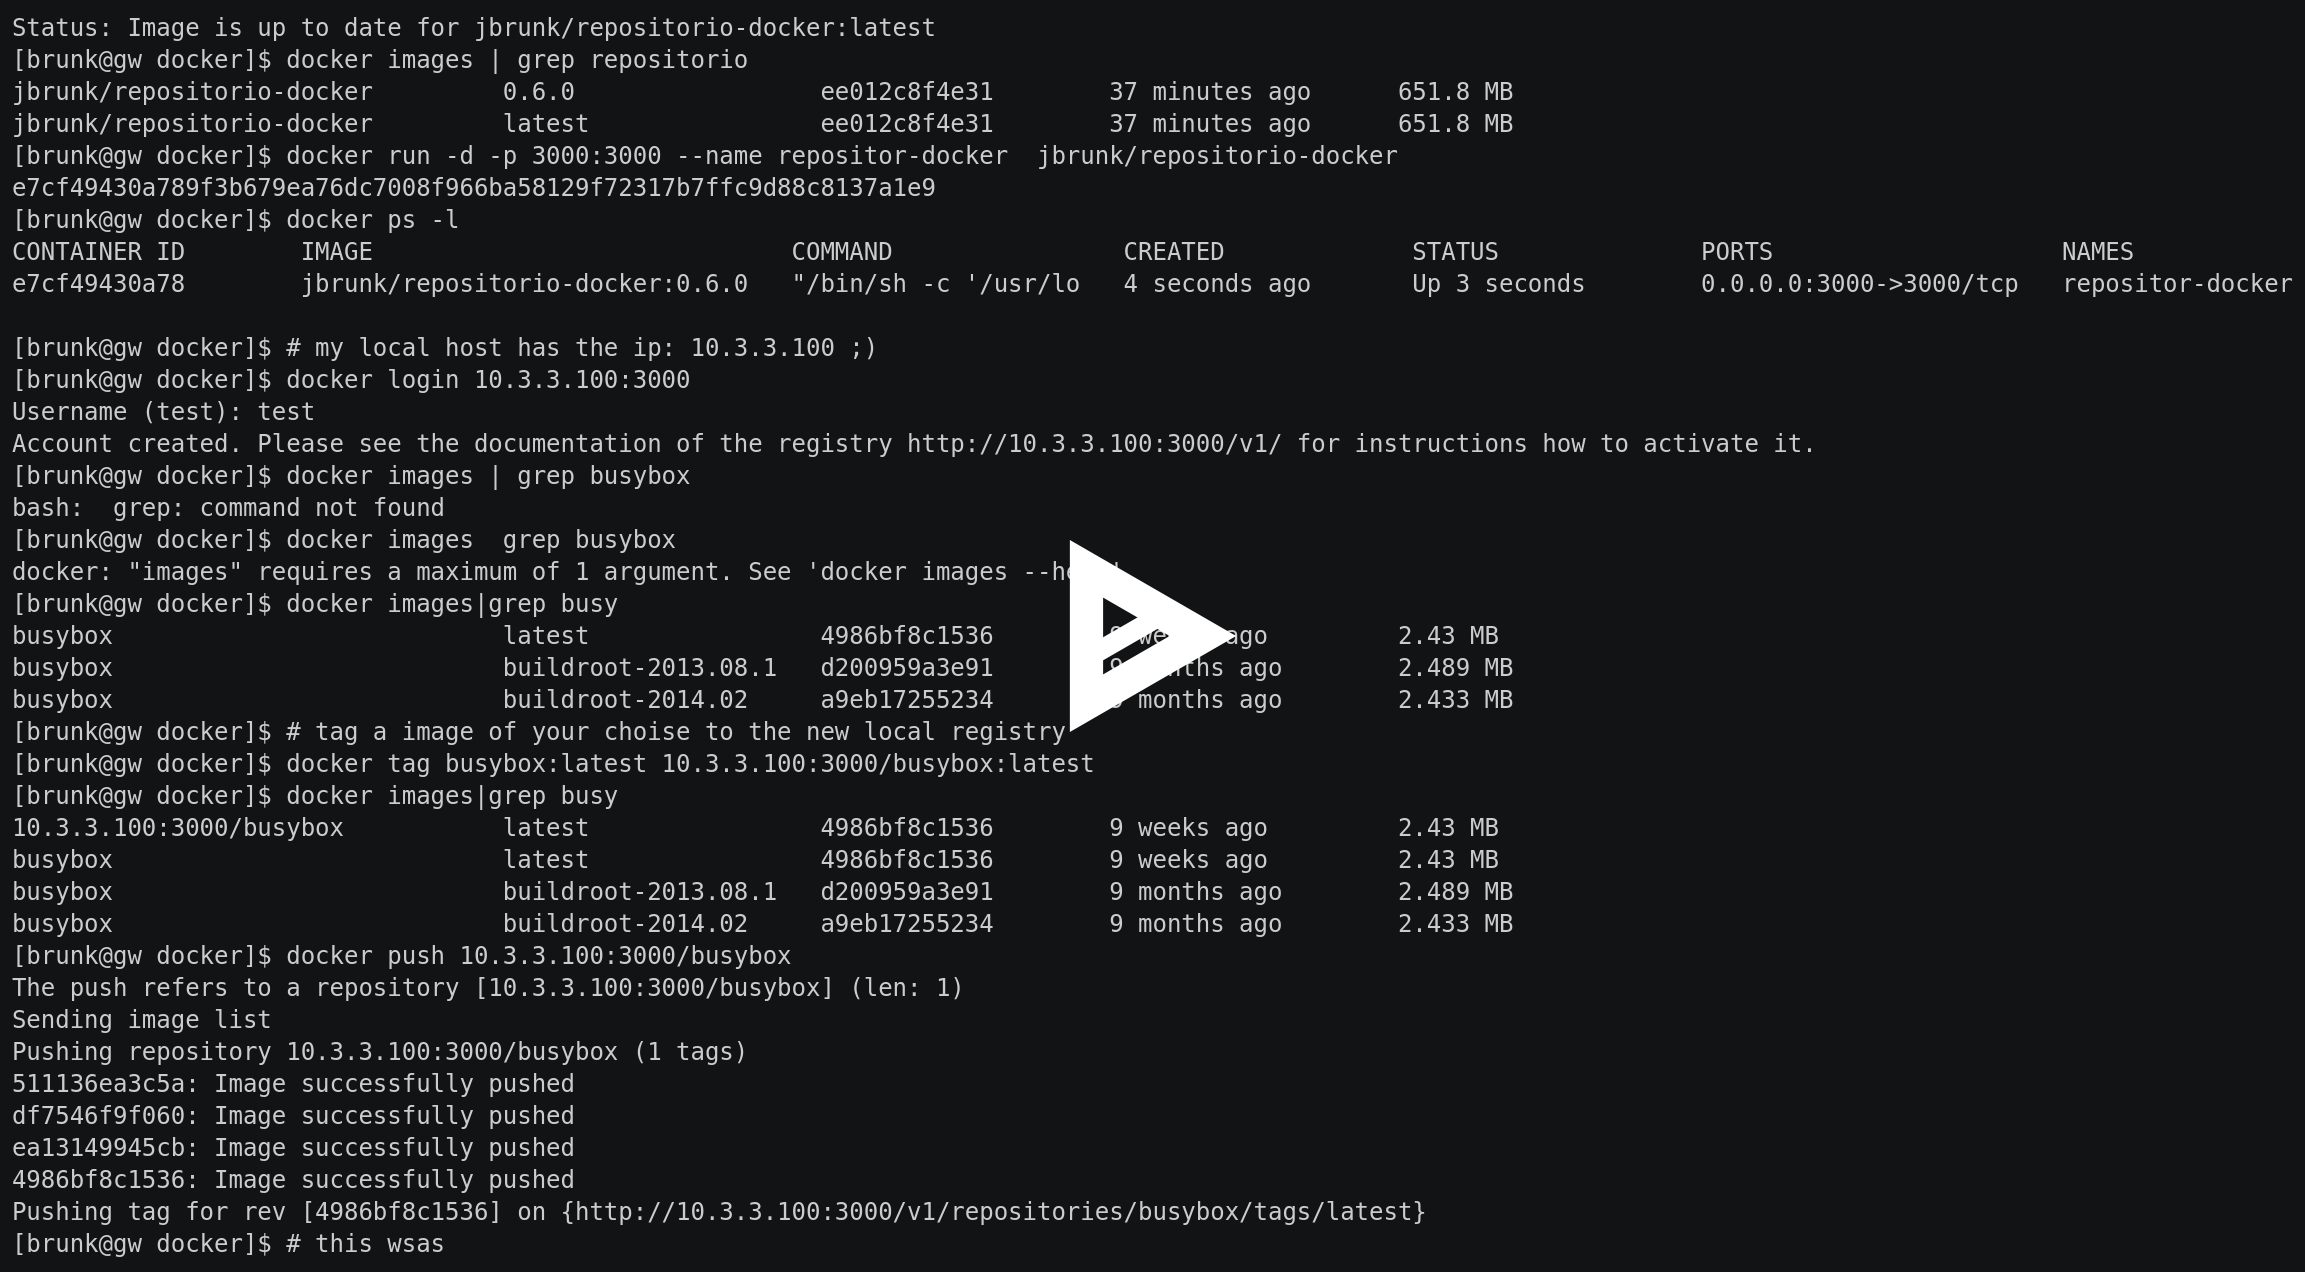 Status: Image is up to date for jbrunk/repositorio-docker:latest
[brunk@gw docker]$ docker images | grep repositorio
jbrunk/repositorio-docker         0.6.0                 ee012c8f4e31        37 minutes ago      651.8 MB
jbrunk/repositorio-docker         latest                ee012c8f4e31        37 minutes ago      651.8 MB
[brunk@gw docker]$ docker run -d -p 3000:3000 --name repositor-docker  jbrunk/repositorio-docker
e7cf49430a789f3b679ea76dc7008f966ba58129f72317b7ffc9d88c8137a1e9
[brunk@gw docker]$ docker ps -l
CONTAINER ID        IMAGE                             COMMAND                CREATED             STATUS              PORTS                    NAMES
e7cf49430a78        jbrunk/repositorio-docker:0.6.0   "/bin/sh -c '/usr/lo   4 seconds ago       Up 3 seconds        0.0.0.0:3000->3000/tcp   repositor-docker
[brunk@gw docker]$ # my local host has the ip: 10.3.3.100 ;)
[brunk@gw docker]$ docker login 10.3.3.100:3000
Username (test): test
Account created. Please see the documentation of the registry http://10.3.3.100:3000/v1/ for instructions how to activate it.
[brunk@gw docker]$ docker images | grep busybox
bash:  grep: command not found
[brunk@gw docker]$ docker images  grep busybox
docker: "images" requires a maximum of 1 argument. See 'docker images
[brunk@gw docker]$ docker images|grep busy
busybox                           latest                4986bf8c1536        ago         2.43 MB
busybox                           buildroot-2013.08.1   d200959a3e91        9 months ago        2.489 MB
busybox                           buildroot-2014.02     a9eb17255234        months ago        2.433 MB
[brunk@gw docker]$ # tag a image of your choise to the new local registry
[brunk@gw docker]$ docker tag busybox:latest 10.3.3.100:3000/busybox:latest
[brunk@gw docker]$ docker images|grep busy
10.3.3.100:3000/busybox           latest                4986bf8c1536        9 weeks ago         2.43 MB
busybox                           latest                4986bf8c1536        9 weeks ago         2.43 MB
busybox                           buildroot-2013.08.1   d200959a3e91        9 months ago        2.489 MB
busybox                           buildroot-2014.02     a9eb17255234        9 months ago        2.433 MB
[brunk@gw docker]$ docker push 10.3.3.100:3000/busybox
The push refers to a repository [10.3.3.100:3000/busybox] (len: 1)
Sending image list
Pushing repository 10.3.3.100:3000/busybox (1 tags)
511136ea3c5a: Image successfully pushed
df7546f9f060: Image successfully pushed
ea13149945cb: Image successfully pushed
4986bf8c1536: Image successfully pushed
Pushing tag for rev [4986bf8c1536] on {http://10.3.3.100:3000/v1/repositories/busybox/tags/latest}
[brunk@gw docker]$ # this wsas